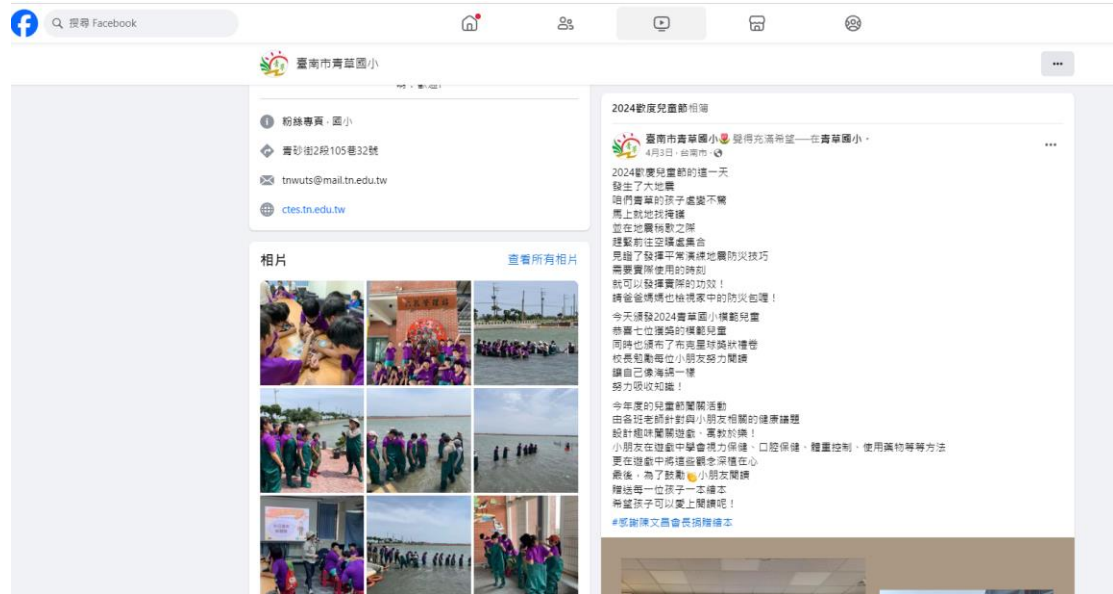 搜尋 Facebook
臺南市青草國小
粉絲專頁 · 國小
青砂街2段105巷32號
tnwuts@mail.tn.edu.tw
ctes.tn.edu.tw
相片
查看所有相片
2024歡度兒童節相簿
臺南市青草國小 覺得充滿希望——在青草國小。
4月3日 · 台南市 ·
2024歡度兒童節的這一天
發生了大地震
咱們青草的孩子處變不驚
馬上就地找掩護
並在地震稍歇之際
趕緊前往空曠處集合
見證了發揮平常演練地震防災技巧
需要實際使用的時刻
就可以發揮實際的功效！
請爸爸媽媽也檢視家中的防災包喔！
今天頒發2024青草國小模範兒童
恭喜七位獲獎的模範兒童
同時也頒布了布克星球獎狀禮卷
校長勉勵每位小朋友努力閱讀
讓自己像海綿一樣
努力吸收知識！
今年度的兒童節闖關活動
由各班老師針對與小朋友相關的健康議題
設計趣味闖關遊戲、寓教於樂！
小朋友在遊戲中學會視力保健、口腔保健、體重控制、使用藥物等等方法
更在遊戲中將這些觀念深植在心
最後，為了鼓勵小朋友閱讀
贈送每一位孩子一本繪本
希望孩子可以愛上閱讀呢！
#感謝陳文昌會長捐贈繪本